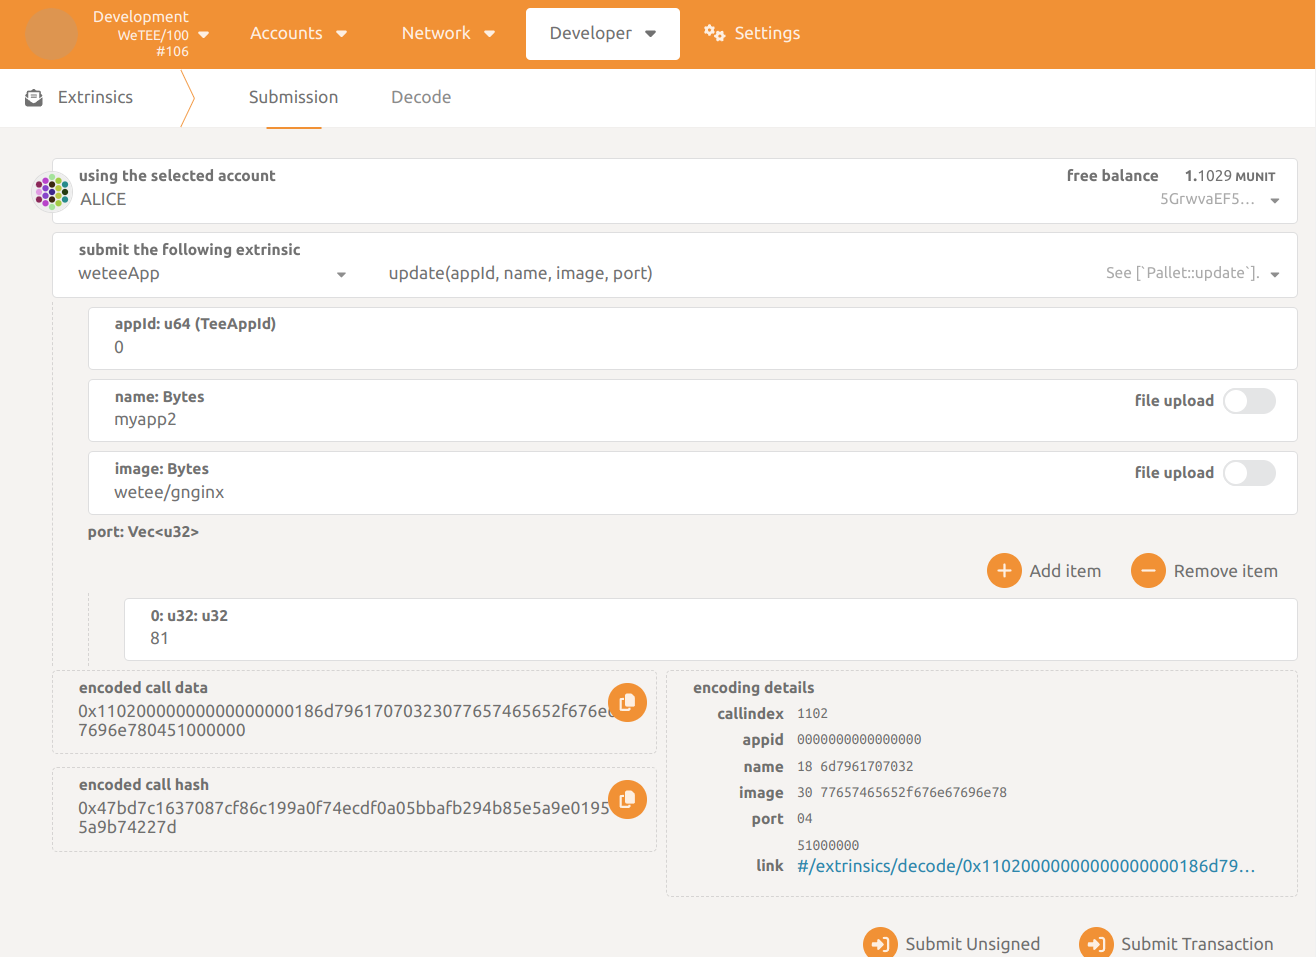 Development
WeTEE/100
#106
Accounts
Network
Developer
Settings
Extrinsics
Submission
Decode
using the selected account
ALICE
free balance 1.1029 MUNIT
5GrwvaEF5…
submit the following extrinsic
weteeApp
update(appId, name, image, port)
See [`Pallet::update`].
appId: u64 (TeeAppId)
0
name: Bytes
myapp2
file upload
image: Bytes
wetee/gnginx
file upload
port: Vec<u32>
Add item
Remove item
0: u32: u32
81
encoded call data
0x11020000000000000000186d79617070323077657465652f676e6
7696e780451000000
encoded call hash
0x47bd7c1637087cf86c199a0f74ecdf0a05bbafb294b85e5a9e0195
5a9b74227d
encoding details
callindex 1102
appid 0000000000000000
name 18 6d7961707032
image 30 77657465652f676e67696e78
port 04
51000000
link #/extrinsics/decode/0x11020000000000000000186d79…
Submit Unsigned
Submit Transaction